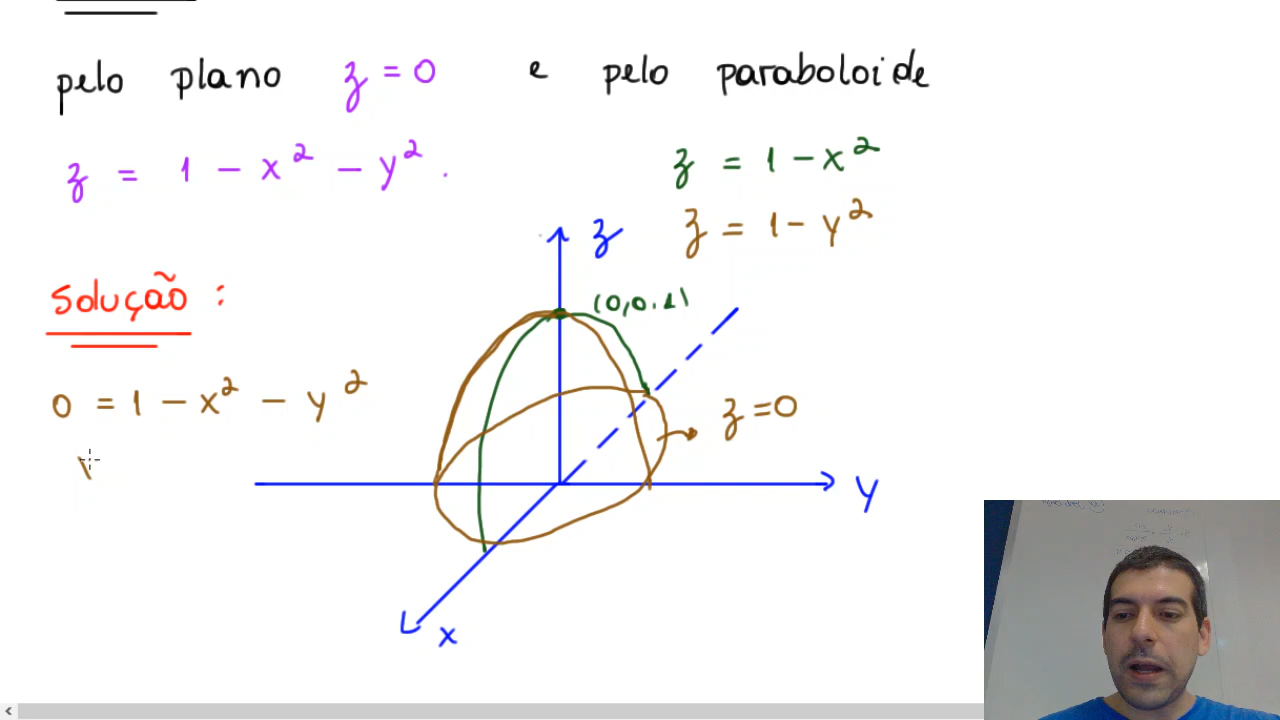 pelo plano z = 0 e pelo paraboloide
z = 1 - x² - y².
z = 1 - x²
z = 1 - y²
z
Solução:
(0,0.1)
0 = 1 - x² - y²
z = 0
y
x